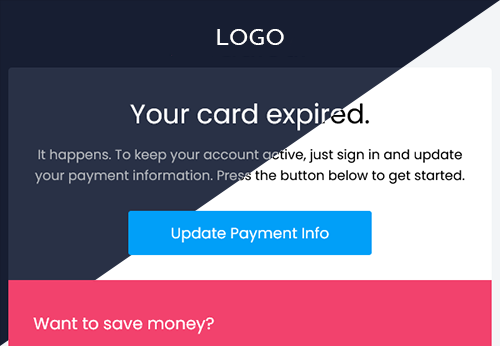 LOGO
Your card expired.
It happens. To keep your account active, just sign in and update
your payment information. Press the button below to get started.
Update Payment Info
Want to save money?